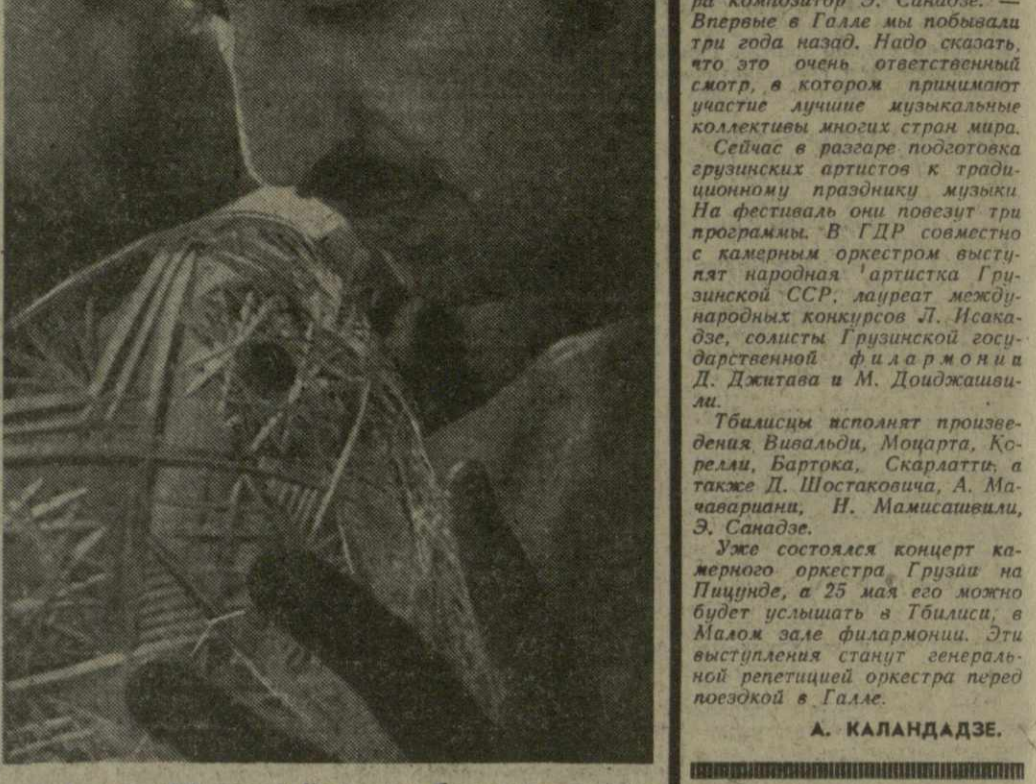 ра композитор Э. Санадзе. —
Впервые в Галле мы побывали
три года назад. Надо сказать,
что это очень ответственный
смотр, в котором принимают
участие лучшие музыкальные
коллективы многих стран мира.
Сейчас в разгаре подготовка
грузинских артистов к тради-
ционному празднику музыки
На фестиваль они повезут три
программы. В ГДР совместно
с камерным оркестром высту-
пят народная артистка Гру-
зинской ССР, лауреат между-
народных конкурсов Л. Исака-
дзе, солисты Грузинской госу-
дарственной филармонии
Д. Джитава и М. Доиджашви-
ли.
Тбилисцы исполнят произве-
дения Вивальди, Моцарта, Ко-
релли, Бартока, Скарлатти, а
также Д. Шостаковича, А. Ма-
чавариани, Н. Мамисашвили,
Э. Санадзе.
Уже состоялся концерт ка-
мерного оркестра Грузии на
Пицунде, а 25 мая его можно
будет услышать в Тбилиси, в
Малом зале филармонии. Эти
выступления станут генераль-
ной репетицией оркестра перед
поездкой в Галле.
А. КАЛАНДАДЗЕ.